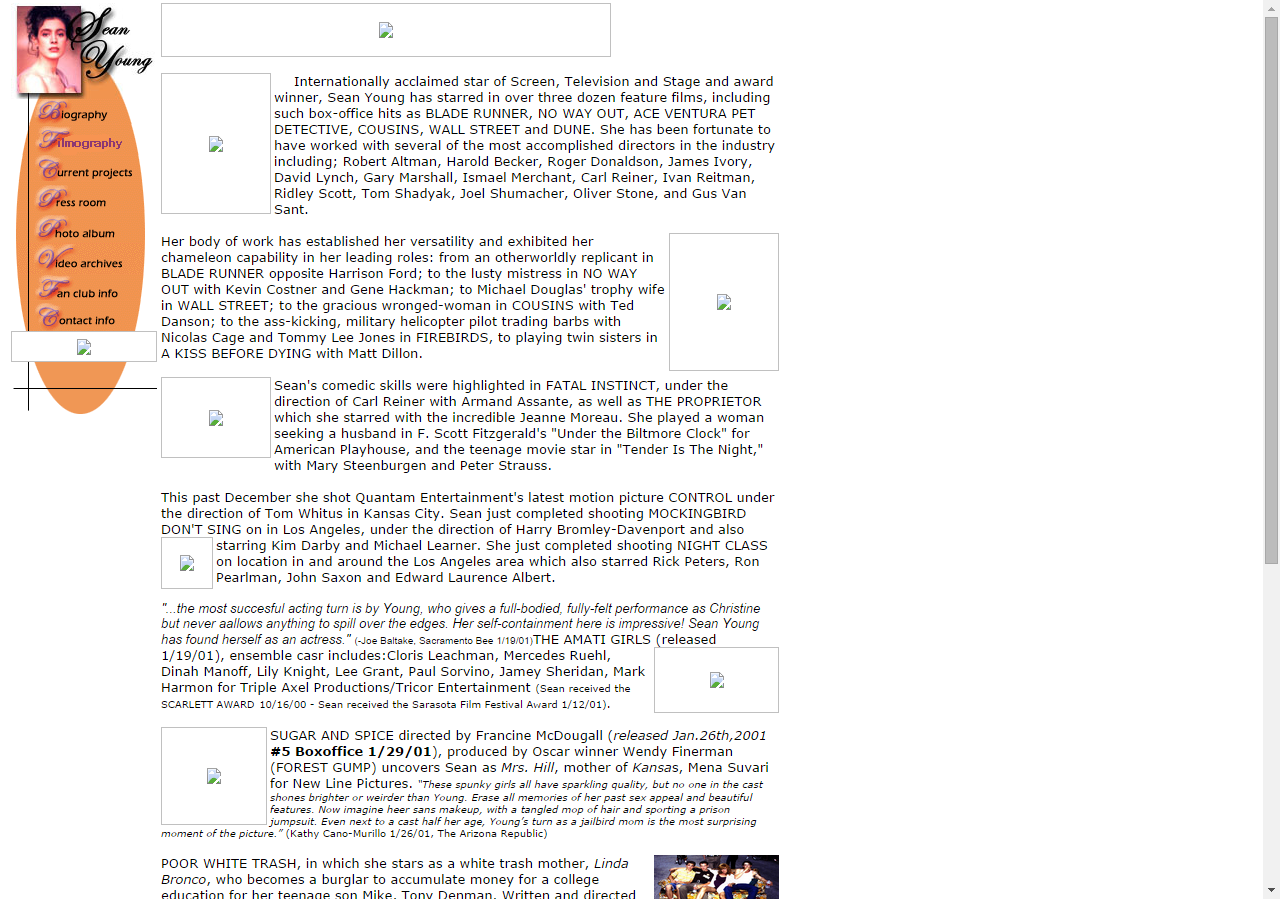 Sean
Young
Biography
Filmography
Current projects
Press room
Photo album
Video archives
Fan club info
Contact info
Internationally acclaimed star of Screen, Television and Stage and award
winner, Sean Young has starred in over three dozen feature films, including
such box-office hits as BLADE RUNNER, NO WAY OUT, ACE VENTURA PET
DETECTIVE, COUSINS, WALL STREET and DUNE. She has been fortunate to
have worked with several of the most accomplished directors in the industry
including; Robert Altman, Harold Becker, Roger Donaldson, James Ivory,
David Lynch, Gary Marshall, Ismael Merchant, Carl Reiner, Ivan Reitman,
Ridley Scott, Tom Shadyak, Joel Shumacher, Oliver Stone, and Gus Van
Sant.
Her body of work has established her versatility and exhibited her
chameleon capability in her leading roles: from an otherworldly replicant in
BLADE RUNNER opposite Harrison Ford; to the lusty mistress in NO WAY
OUT with Kevin Costner and Gene Hackman; to Michael Douglas' trophy wife
in WALL STREET; to the gracious wronged-woman in COUSINS with Ted
Danson; to the ass-kicking, military helicopter pilot trading barbs with
Nicolas Cage and Tommy Lee Jones in FIREBIRDS, to playing twin sisters in
A KISS BEFORE DYING with Matt Dillon.
Sean's comedic skills were highlighted in FATAL INSTINCT, under the
direction of Carl Reiner with Armand Assante, as well as THE PROPRIETOR
which she starred with the incredible Jeanne Moreau. She played a woman
seeking a husband in F. Scott Fitzgerald's "Under the Biltmore Clock" for
American Playhouse, and the teenage movie star in "Tender Is The Night,"
with Mary Steenburgen and Peter Strauss.
This past December she shot Quantam Entertainment's latest motion picture CONTROL under
the direction of Tom Whitus in Kansas City. Sean just completed shooting MOCKINGBIRD
DON'T SING on in Los Angeles, under the direction of Harry Bromley-Davenport and also
starring Kim Darby and Michael Learner. She just completed shooting NIGHT CLASS
on location in and around the Los Angeles area which also starred Rick Peters, Ron
Pearlman, John Saxon and Edward Laurence Albert.
"...the most succesful acting turn is by Young, who gives a full-bodied, fully-felt performance as Christine
but never aallows anything to spill over the edges. Her self-containment here is impressive! Sean Young
has found herself as an actress." (-Joe Baltake, Sacramento Bee 1/19/01)THE AMATI GIRLS (released
1/19/01), ensemble casr includes:Cloris Leachman, Mercedes Ruehl,
Dinah Manoff, Lily Knight, Lee Grant, Paul Sorvino, Jamey Sheridan, Mark
Harmon for Triple Axel Productions/Tricor Entertainment (Sean received the
SCARLETT AWARD 10/16/00 - Sean received the Sarasota Film Festival Award 1/12/01).
SUGAR AND SPICE directed by Francine McDougall (released Jan.26th,2001
#5 Boxoffice 1/29/01), produced by Oscar winner Wendy Finerman
(FOREST GUMP) uncovers Sean as Mrs. Hill, mother of Kansas, Mena Suvari
for New Line Pictures. "These spunky girls all have sparkling quality, but no one in the cast
shones brighter or weirder than Young. Erase all memories of her past sex appeal and beautiful
features. Now imagine heer sans makeup, with a tangled mop of hair and sporting a prison
jumpsuit. Even next to a cast half her age, Young's turn as a jailbird mom is the most surprising
moment of the picture." (Kathy Cano-Murillo 1/26/01, The Arizona Republic)
POOR WHITE TRASH, in which she stars as a white trash mother, Linda
Bronco, who becomes a burglar to accumulate money for a college
education for her teenage son Mike, Tony Denman. Written and directed